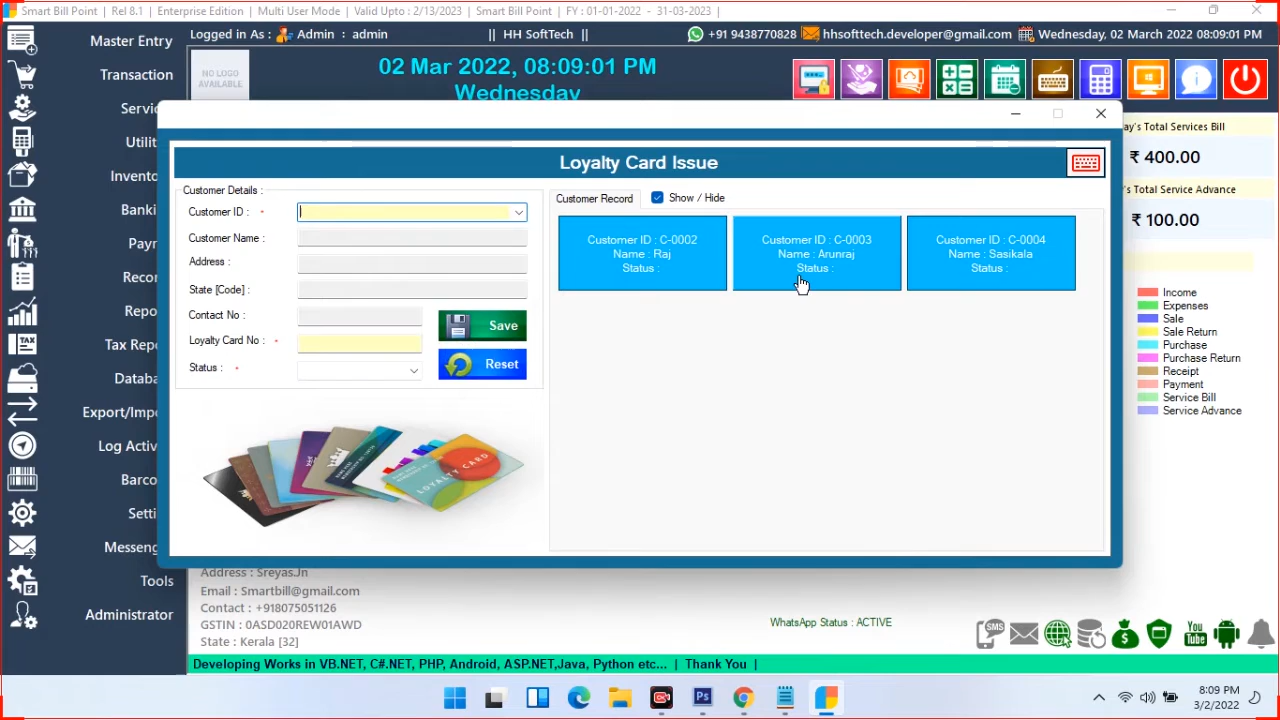 Smart Bill Point | Rel 8.1 | Enterprise Edition | Multi User Mode | Valid Upto : 2/13/2023 | Smart Bill Point | FY : 01-01-2022 - 31-03-2023 |
Logged in As : Admin : admin || HH SoftTech || +91 9438770828 hhsofttech.developer@gmail.com Wednesday, 02 March 2022 08:09:01 PM
Master Entry
Transaction
Servic
Utilit
Invento
Banki
Payr
Recor
Repo
Tax Repo
Databa
Export/Impo
Log Activ
Barco
Setti
Messeng
Tools
Administrator
NO LOGO
AVAILABLE
02 Mar 2022, 08:09:01 PM
Wednesday
ay's Total Services Bill
₹ 400.00
's Total Service Advance
₹ 100.00
Loyalty Card Issue
Customer Details :
Customer ID : *
Customer Name :
Address :
State [Code] :
Contact No :
Loyalty Card No : *
Status : *
Save
Reset
Customer Record
Show / Hide
Customer ID : C-0002
Name : Raj
Status :
Customer ID : C-0003
Name : Arunraj
Status :
Customer ID : C-0004
Name : Sasikala
Status :
LOYALTY CARD
Income
Expenses
Sale
Sale Return
Purchase
Purchase Return
Receipt
Payment
Service Bill
Service Advance
Address : SreyasJn
Email : Smartbill@gmail.com
Contact : +918075051126
GSTIN : 0ASD020REW01AWD
State : Kerala [32]
WhatsApp Status : ACTIVE
SMS
You
Tube
TAX
Developing Works in VB.NET, C#.NET, PHP, Android, ASP.NET,Java, Python etc... | Thank You |
Ps
8:09 PM
3/2/2022